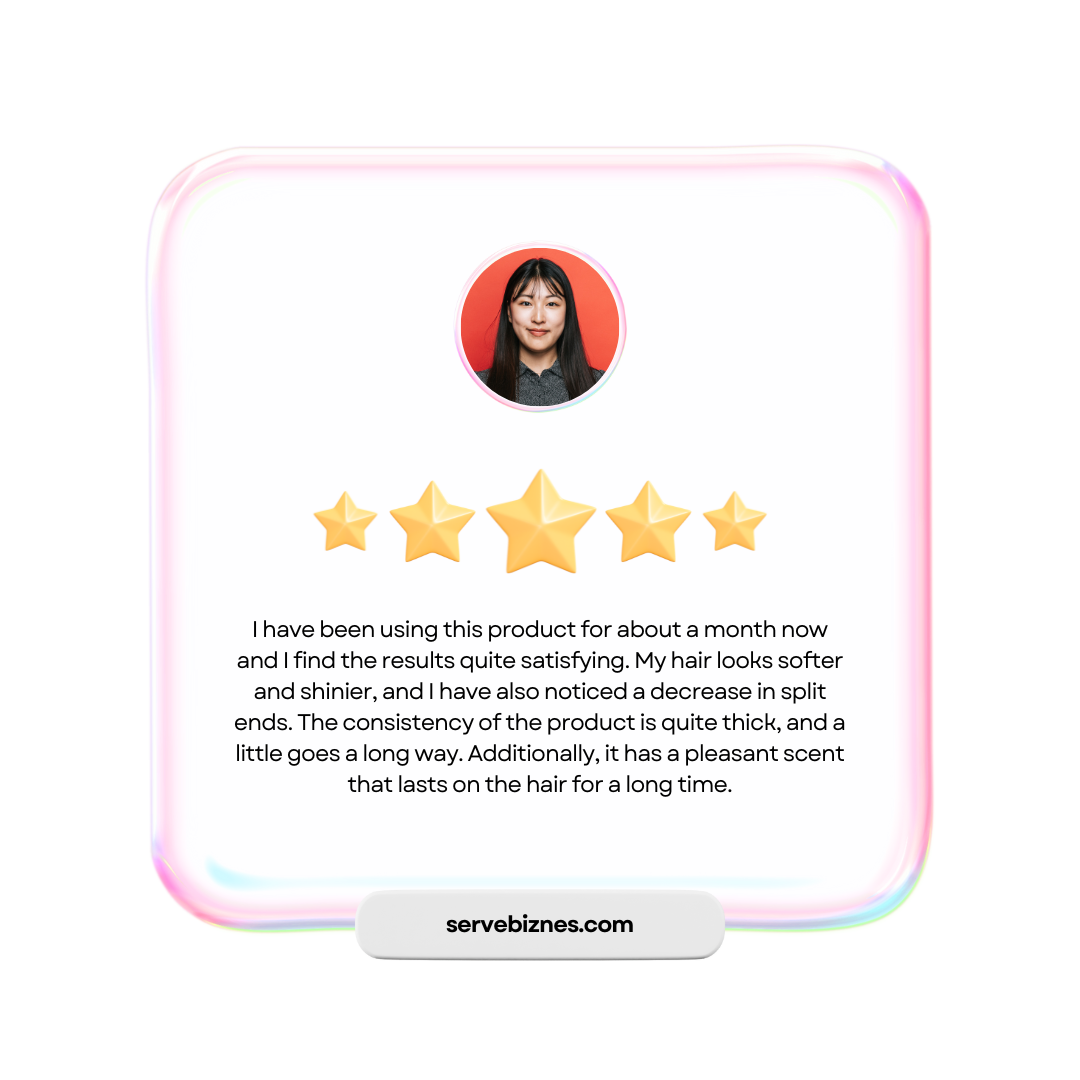 I have been using this product for about a month now
and I find the results quite satisfying. My hair looks softer
and shinier, and I have also noticed a decrease in split
ends. The consistency of the product is quite thick, and a
little goes a long way. Additionally, it has a pleasant scent
that lasts on the hair for a long time.
servebiznes.com